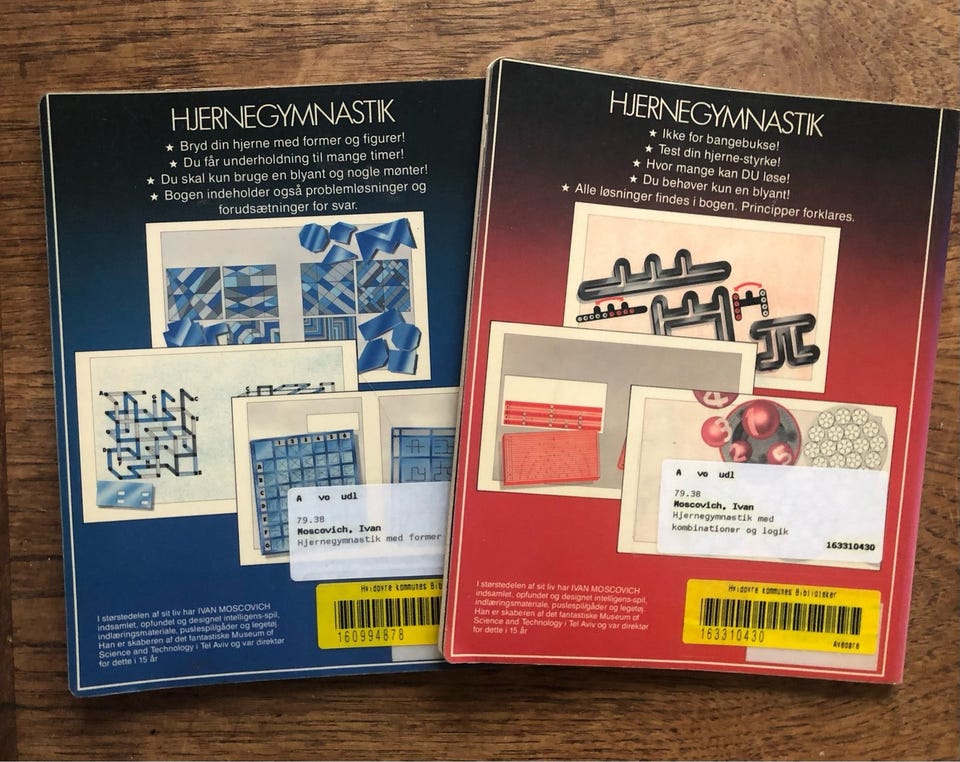 HJERNEGYMNASTIK
★ Bryd din hjerne med former og figurer!
★ Du får underholdning til mange timer!
★ Du skal kun bruge en blyant og nogle mønter!
★ Bogen indeholder også problemløsninger og
forudsætninger for svar.
A vo udl
79.38
Moscovich, Ivan
Hjernegymnastik med former
I størstedelen af sit liv har IVAN MOSCOVICH
indsamlet, opfundet og designet intelligens-spil,
indlæringsmateriale, puslespilgåder og legetøj.
Han er skaberen af det fantastiske Museum of
Science and Technology i Tel Aviv og var direktør
for dette i 15 år
Hvidovre kommunes Bib
160994878
HJERNEGYMNASTIK
★ Ikke for bangebukse!
★ Test din hjerne-styrke!
★ Hvor mange kan DU løse!
★ Du behøver kun en blyant!
★ Alle løsninger findes i bogen. Principper forklares.
4
3
1
2
5
A vo udl
79.38
Moscovich, Ivan
Hjernegymnastik med
kombinationer og logik
163310430
I størstedelen af sit liv har IVAN MOSCOVICH
indsamlet, opfundet og designet intelligens-spil,
indlæringsmateriale, puslespilgåder og legetøj.
Han er skaberen af det fantastiske Museum of
Science and Technology i Tel Aviv og var direktør
for dette i 15 år
Hvidovre kommunes Biblioteker
163310430
Avedøre